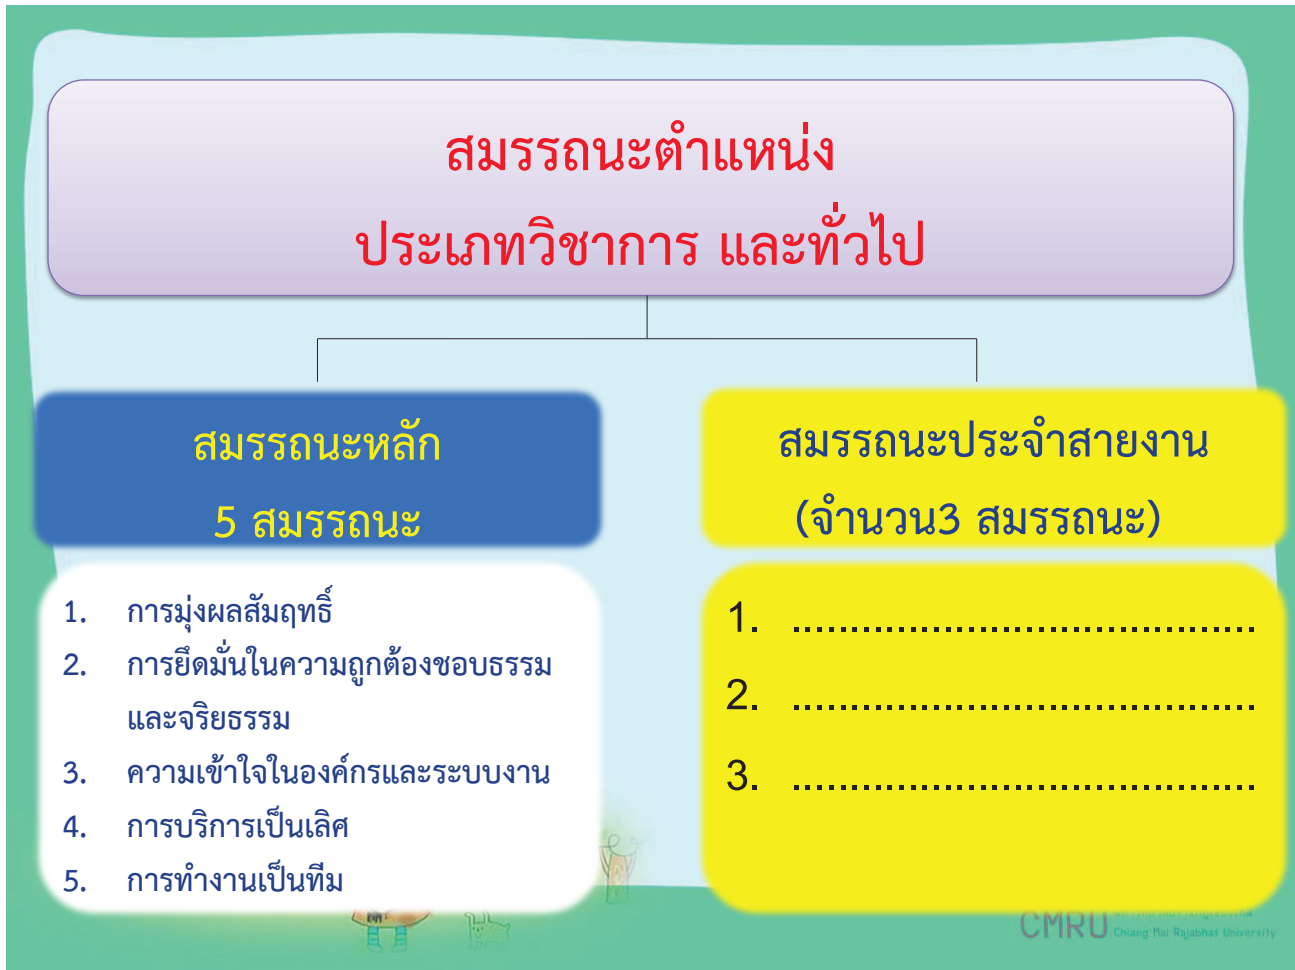 สมรรถนะตำแหน่ง
ประเภทวิชาการ และทั่วไป
สมรรถนะหลัก
5 สมรรถนะ
1. การมุ่งผลสัมฤทธิ์
2. การยึดมั่นในความถูกต้องชอบธรรม
และจริยธรรม
3. ความเข้าใจในองค์กรและระบบงาน
4. การบริการเป็นเลิศ
5. การทำงานเป็นทีม
สมรรถนะประจำสายงาน
(จำนวน3 สมรรถนะ)
1. ........................................
2. ........................................
3. ........................................
CMRU
Chiang Mai Rajabhat University